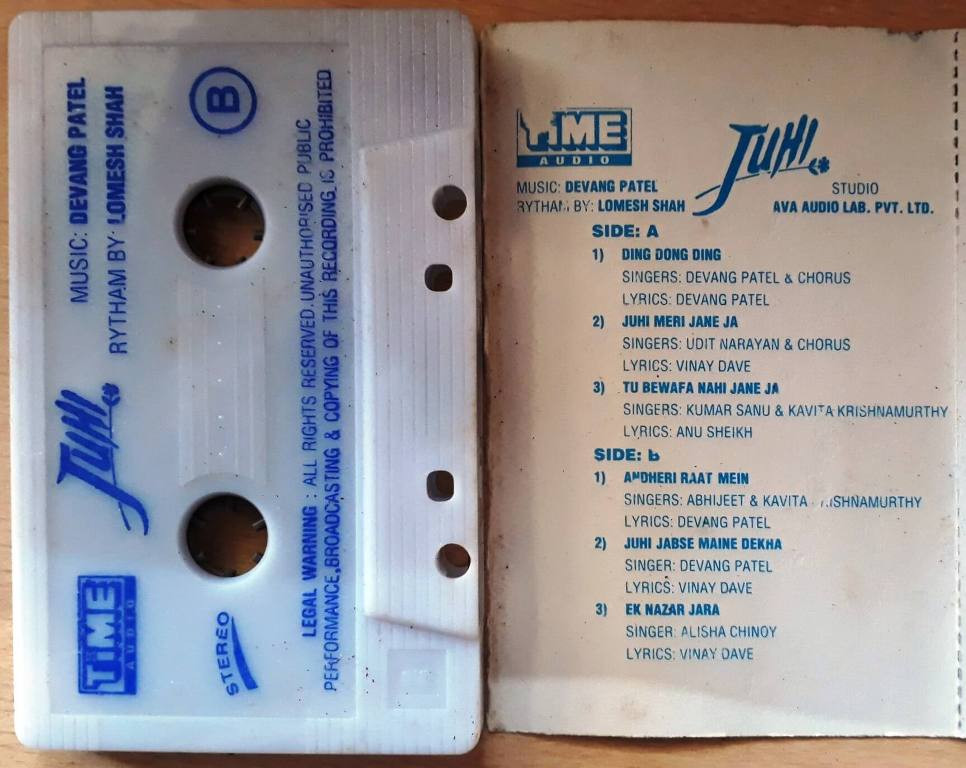 TIME
AUDIO
JUHI
MUSIC: DEVANG PATEL
RYTHAM BY: LOMESH SHAH
B
STEREO
LEGAL WARNING : ALL RIGHTS RESERVED.UNAUTHORISED PUBLIC
PERFORMANCE,BROADCASTING & COPYING OF THIS RECORDING IS PROHIBITED
TIME
AUDIO
JUHI
MUSIC: DEVANG PATEL
RYTHAM BY: LOMESH SHAH
STUDIO
AVA AUDIO LAB. PVT. LTD.
SIDE: A
1) DING DONG DING
SINGERS: DEVANG PATEL & CHORUS
LYRICS: DEVANG PATEL
2) JUHI MERI JANE JA
SINGERS: UDIT NARAYAN & CHORUS
LYRICS: VINAY DAVE
3) TU BEWAFA NAHI JANE JA
SINGERS: KUMAR SANU & KAVITA KRISHNAMURTHY
LYRICS: ANU SHEIKH
SIDE: B
1) ANDHERI RAAT MEIN
SINGERS: ABHIJEET & KAVITA KRISHNAMURTHY
LYRICS: DEVANG PATEL
2) JUHI JABSE MAINE DEKHA
SINGER: DEVANG PATEL
LYRICS: VINAY DAVE
3) EK NAZAR JARA
SINGER: ALISHA CHINOY
LYRICS: VINAY DAVE